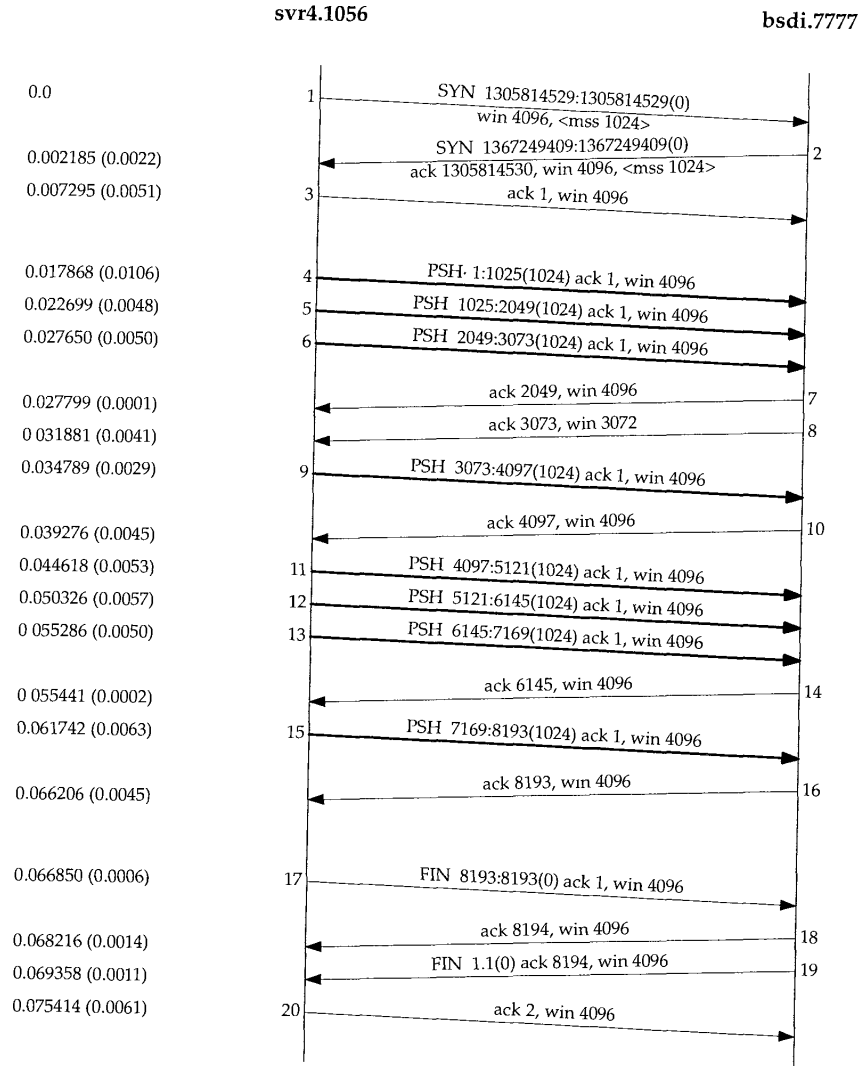 svr4.1056 bsdi.7777
0.0 1 SYN 1305814529:1305814529(0)
win 4096, <mss 1024>
0.002185 (0.0022) SYN 1367249409:1367249409(0) 2
ack 1305814530, win 4096, <mss 1024>
0.007295 (0.0051) 3 ack 1, win 4096
0.017868 (0.0106) 4 PSH· 1:1025(1024) ack 1, win 4096
0.022699 (0.0048) 5 PSH 1025:2049(1024) ack 1, win 4096
0.027650 (0.0050) 6 PSH 2049:3073(1024) ack 1, win 4096
0.027799 (0.0001) ack 2049, win 4096 7
0 031881 (0.0041) ack 3073, win 3072 8
0.034789 (0.0029) 9 PSH 3073:4097(1024) ack 1, win 4096
0.039276 (0.0045) ack 4097, win 4096 10
0.044618 (0.0053) 11 PSH 4097:5121(1024) ack 1, win 4096
0.050326 (0.0057) 12 PSH 5121:6145(1024) ack 1, win 4096
0 055286 (0.0050) 13 PSH 6145:7169(1024) ack 1, win 4096
0 055441 (0.0002) ack 6145, win 4096 14
0.061742 (0.0063) 15 PSH 7169:8193(1024) ack 1, win 4096
0.066206 (0.0045) ack 8193, win 4096 16
0.066850 (0.0006) 17 FIN 8193:8193(0) ack 1, win 4096
0.068216 (0.0014) ack 8194, win 4096 18
0.069358 (0.0011) FIN 1.1(0) ack 8194, win 4096 19
0.075414 (0.0061) 20 ack 2, win 4096